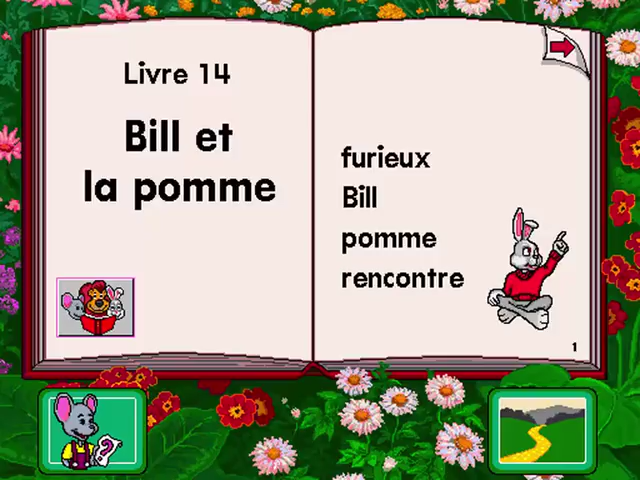 Livre 14
Bill et
la pomme
furieux
Bill
pomme
rencontre
1